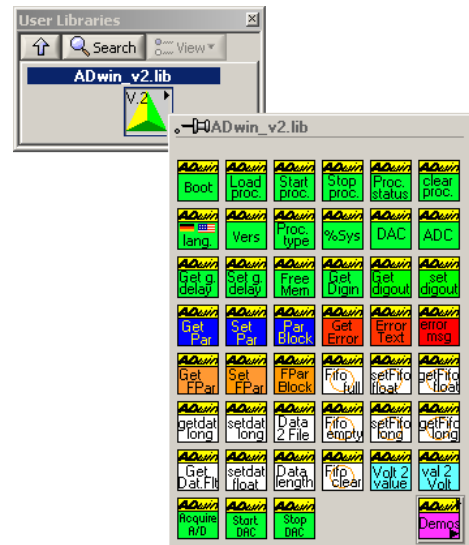 User Libraries
Search View
ADwin_v2.lib
V.2
ADwin_v2.lib
ADwin ADwin ADwin ADwin ADwin ADwin
Boot Load proc. Start proc. Stop proc. Proc. status clear proc.
ADwin ADwin ADwin ADwin ADwin ADwin
lang. Vers Proc. type %Sys DAC ADC
ADwin ADwin ADwin ADwin ADwin ADwin
Get g. delay Set g. delay Free Mem Get Digin Get digout set digout
ADwin ADwin ADwin ADwin ADwin ADwin
Get Par Set Par Par Block Get Error Error Text error msg
ADwin ADwin ADwin ADwin ADwin ADwin
Get FPar Set FPar FPar Block Fifo full setFifo float getFifo float
ADwin ADwin ADwin ADwin ADwin ADwin
getdat long setdat long Data 2 File Fifo empty setFifo long getFifo long
ADwin ADwin ADwin ADwin ADwin ADwin
Get Dat.Flt setdat float Data length Fifo clear Volt 2 value val 2 Volt
ADwin ADwin ADwin ADwin
Acquire A/D Start DAC Stop DAC Demos